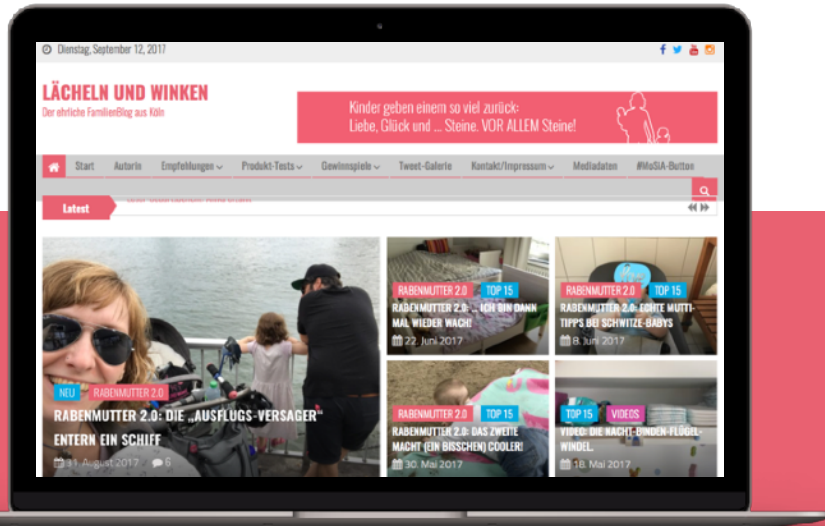 Dienstag, September 12, 2017
LÄCHELN UND WINKEN
Der ehrliche FamilienBlog aus Köln
Kinder geben einem so viel zurück:
Liebe, Glück und ... Steine. VOR ALLEM Steine!
Start Autorin Empfehlungen Produkt-Tests Gewinnspiele Tweet-Galerie Kontakt/Impressum Mediadaten #MoSiA-Button
Latest
NEU RABENMUTTER 2.0
RABENMUTTER 2.0: DIE „AUSFLUGS-VERSAGER“
ENTERN EIN SCHIFF
31. August 2017 6
RABENMUTTER 2.0 TOP 15
RABENMUTTER 2.0: ... ICH BIN DANN
MAL WIEDER WACH!
22. Juni 2017
RABENMUTTER 2.0 TOP 15
RABENMUTTER 2.0: ECHTE MUTTI-
TIPPS BEI SCHWITZE-BABYS
8. Juni 2017
RABENMUTTER 2.0 TOP 15
RABENMUTTER 2.0: DAS ZWEITE
MACHT (EIN BISSCHEN) COOLER!
30. Mai 2017
TOP 15 VIDEOS
VIDEO: DIE NACHT-BINDEN-FLÜGEL-
WINDEL.
18. Mai 2017